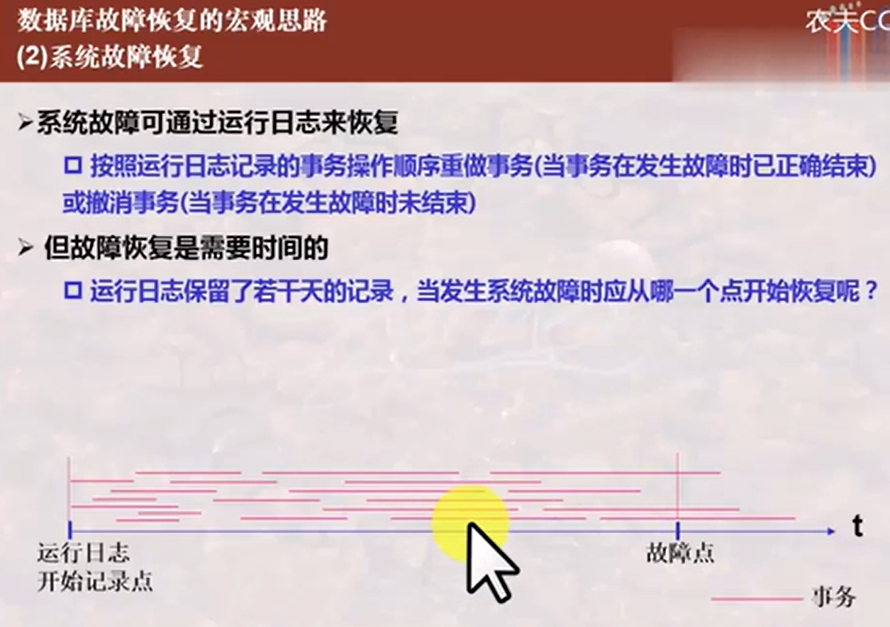 数据库故障恢复的宏观思路
农夫CC
(2)系统故障恢复
➢系统故障可通过运行日志来恢复
按照运行日志记录的事务操作顺序重做事务(当事务在发生故障时已正确结束)
或撤消事务(当事务在发生故障时未结束)
➢ 但故障恢复是需要时间的
运行日志保留了若干天的记录，当发生系统故障时应从哪一个点开始恢复呢？
t
运行日志
开始记录点
故障点
事务